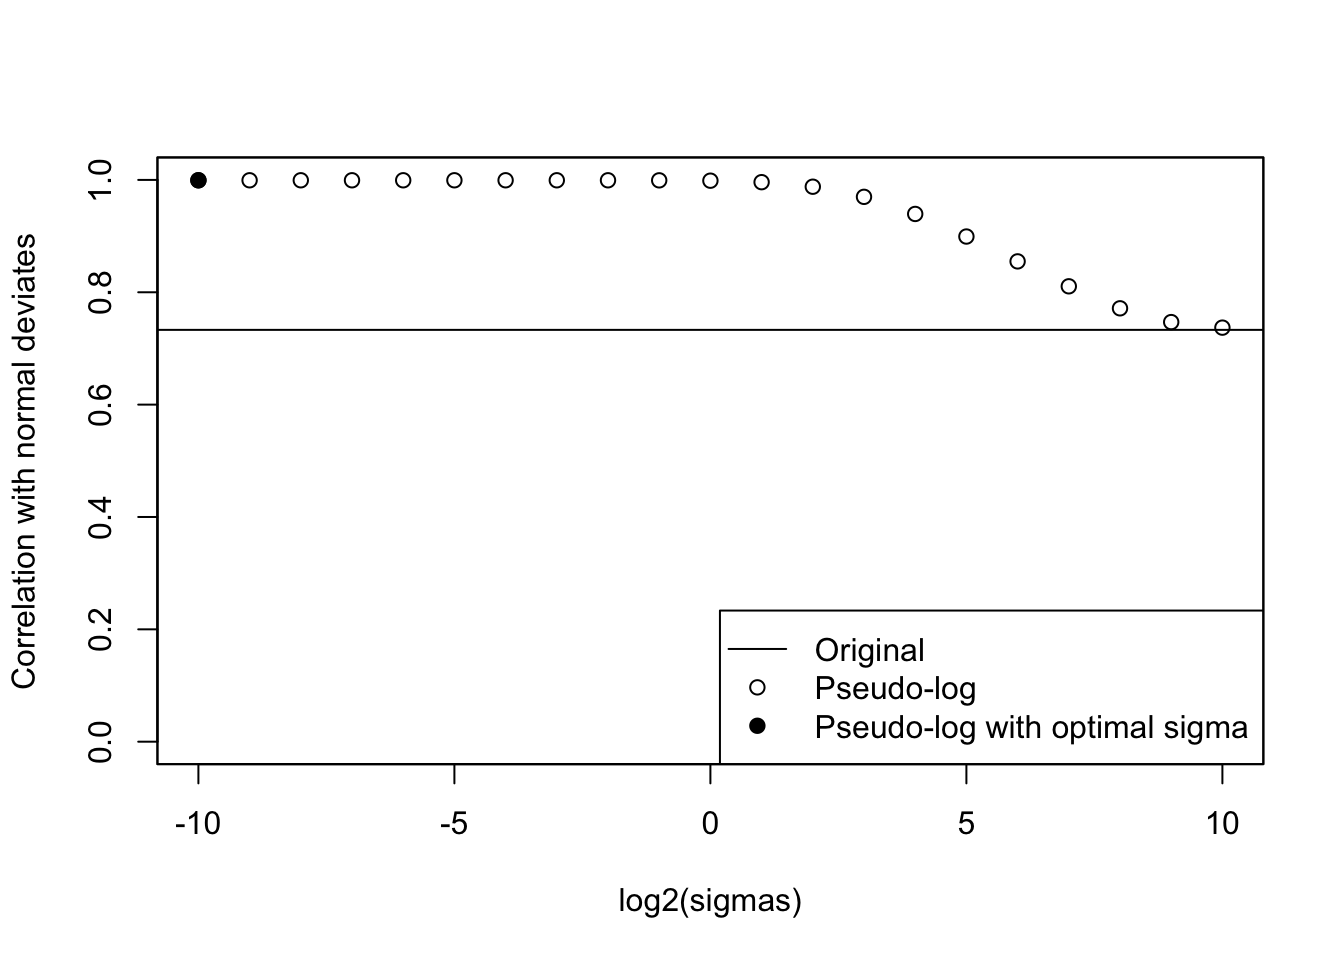 Correlation with normal deviates
1.0
0.8
0.6
0.4
0.2
0.0
Original
Pseudo-log
Pseudo-log with optimal sigma
-10
-5
0
5
10
log2(sigmas)